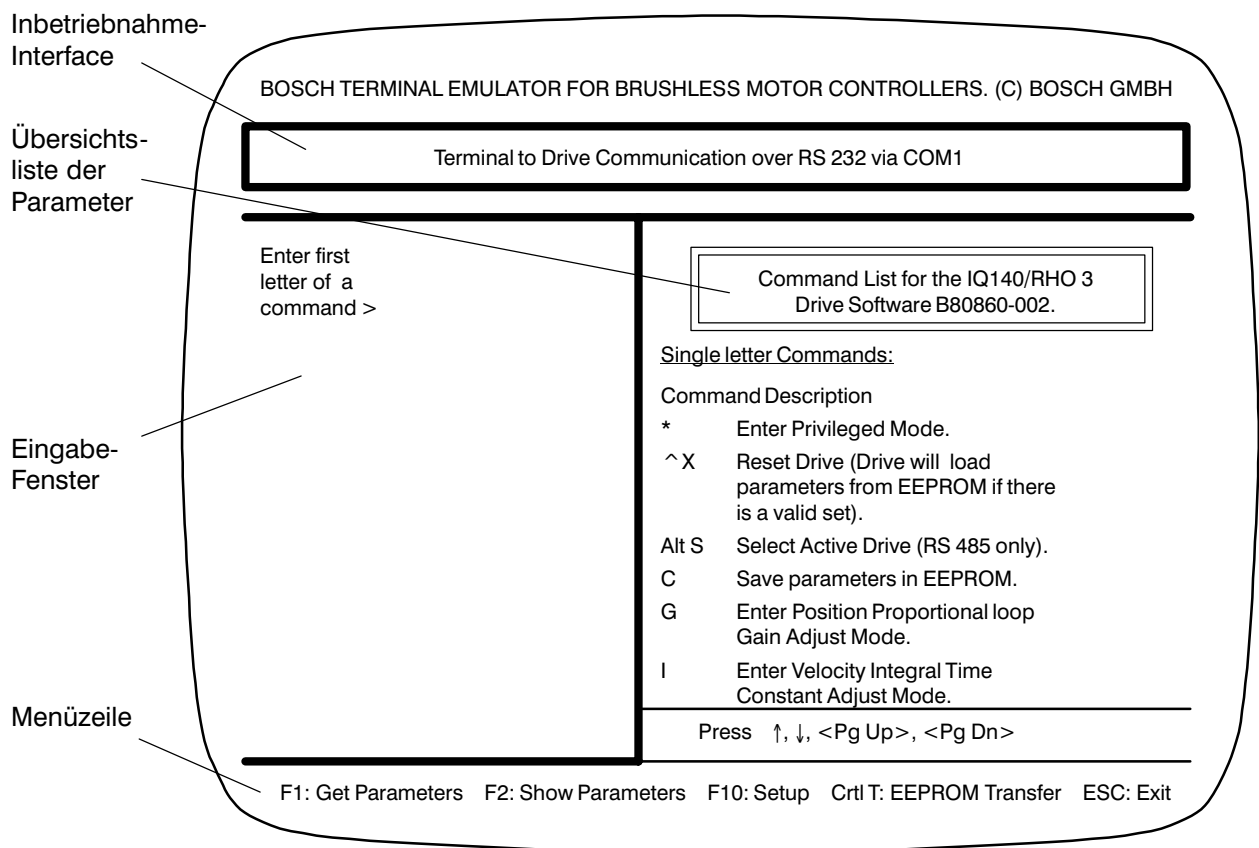 Inbetriebnahme-
Interface
BOSCH TERMINAL EMULATOR FOR BRUSHLESS MOTOR CONTROLLERS. (C) BOSCH GMBH
Übersichts-
liste der
Parameter
Terminal to Drive Communication over RS 232 via COM1
Enter first
letter of a
command >
Command List for the IQ140/RHO 3
Drive Software B80860-002.
Single letter Commands:
Command Description
* Enter Privileged Mode.
^X Reset Drive (Drive will load
parameters from EEPROM if there
is a valid set).
Alt S Select Active Drive (RS 485 only).
C Save parameters in EEPROM.
G Enter Position Proportional loop
Gain Adjust Mode.
I Enter Velocity Integral Time
Constant Adjust Mode.
Eingabe-
Fenster
Menüzeile
Press ↑, ↓, <Pg Up>, <Pg Dn>
F1: Get Parameters F2: Show Parameters F10: Setup Crtl T: EEPROM Transfer ESC: Exit